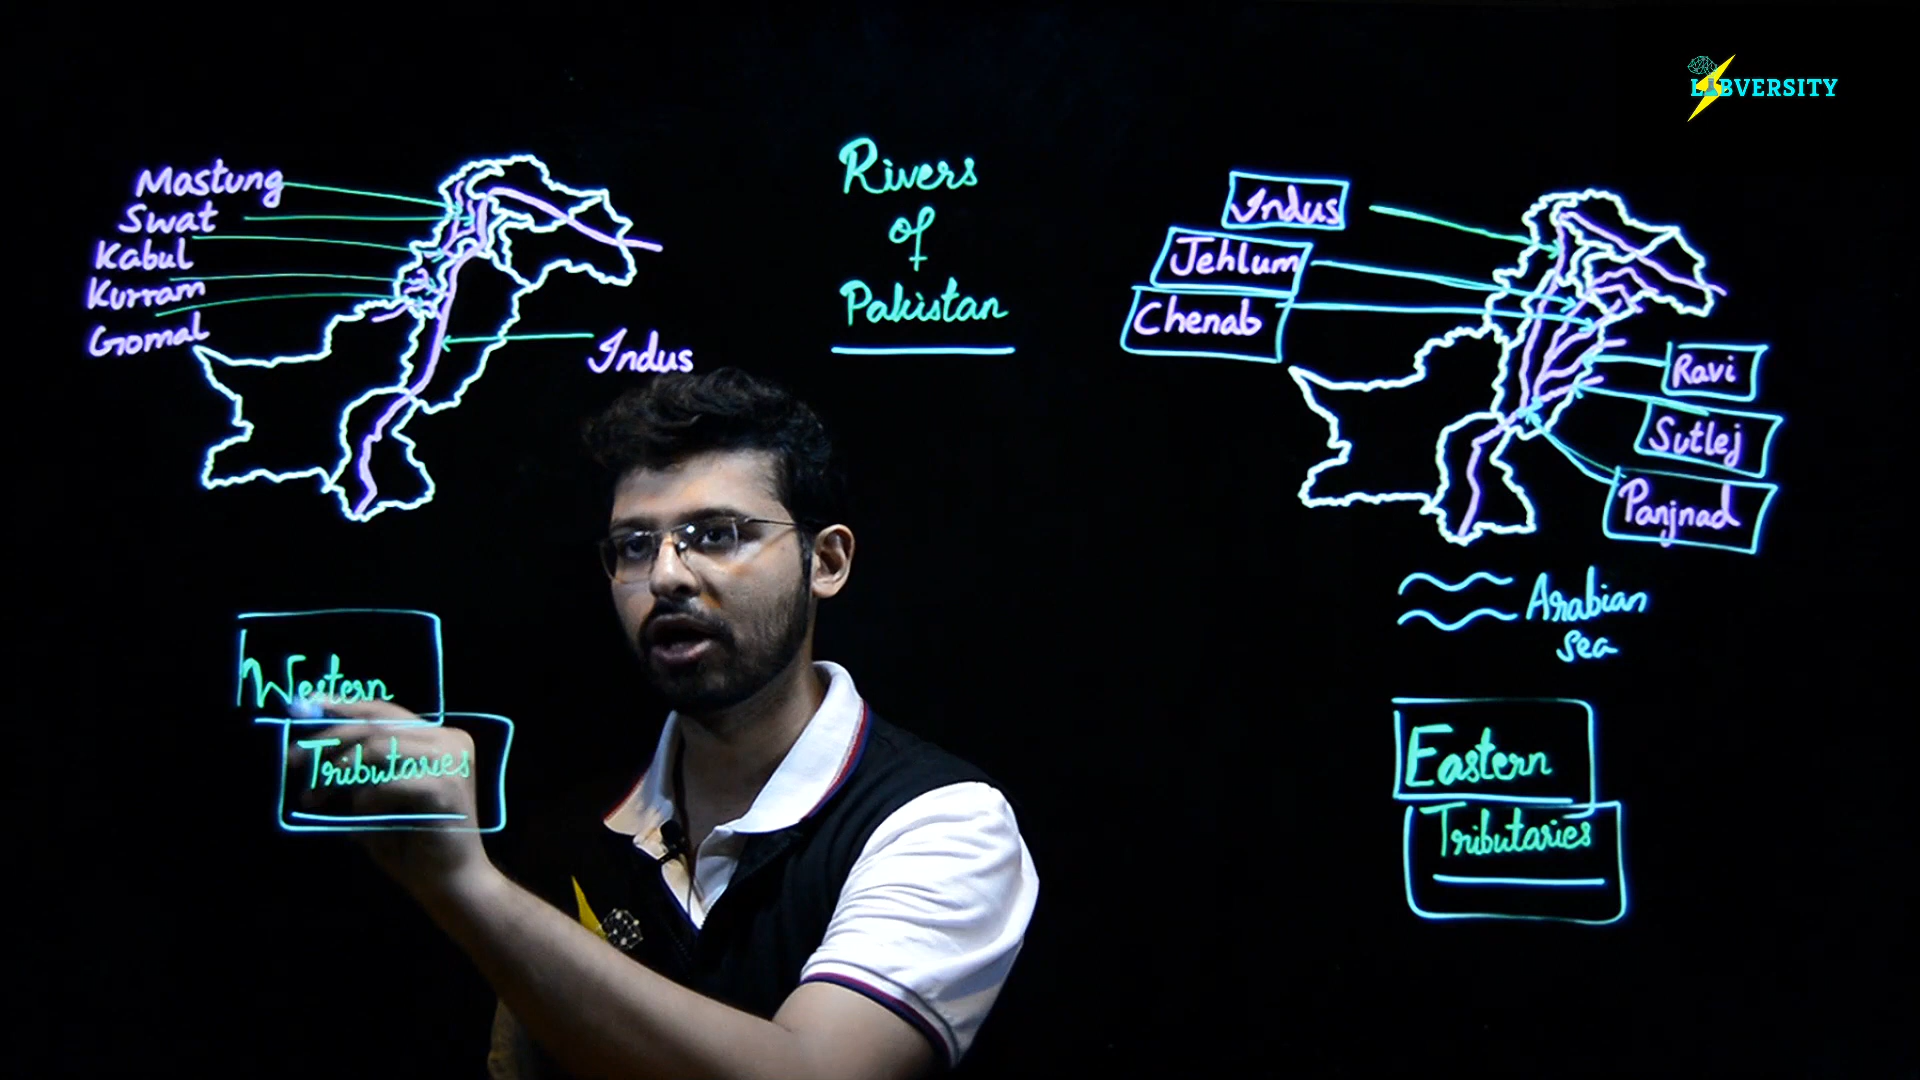 LABVERSITY
Rivers
of
Pakistan
Mastung
Swat
Kabul
Kurram
Gomal
Indus
Western
Tributaries
Indus
Jehlum
Chenab
Ravi
Sutlej
Panjnad
Arabian
Sea
Eastern
Tributaries